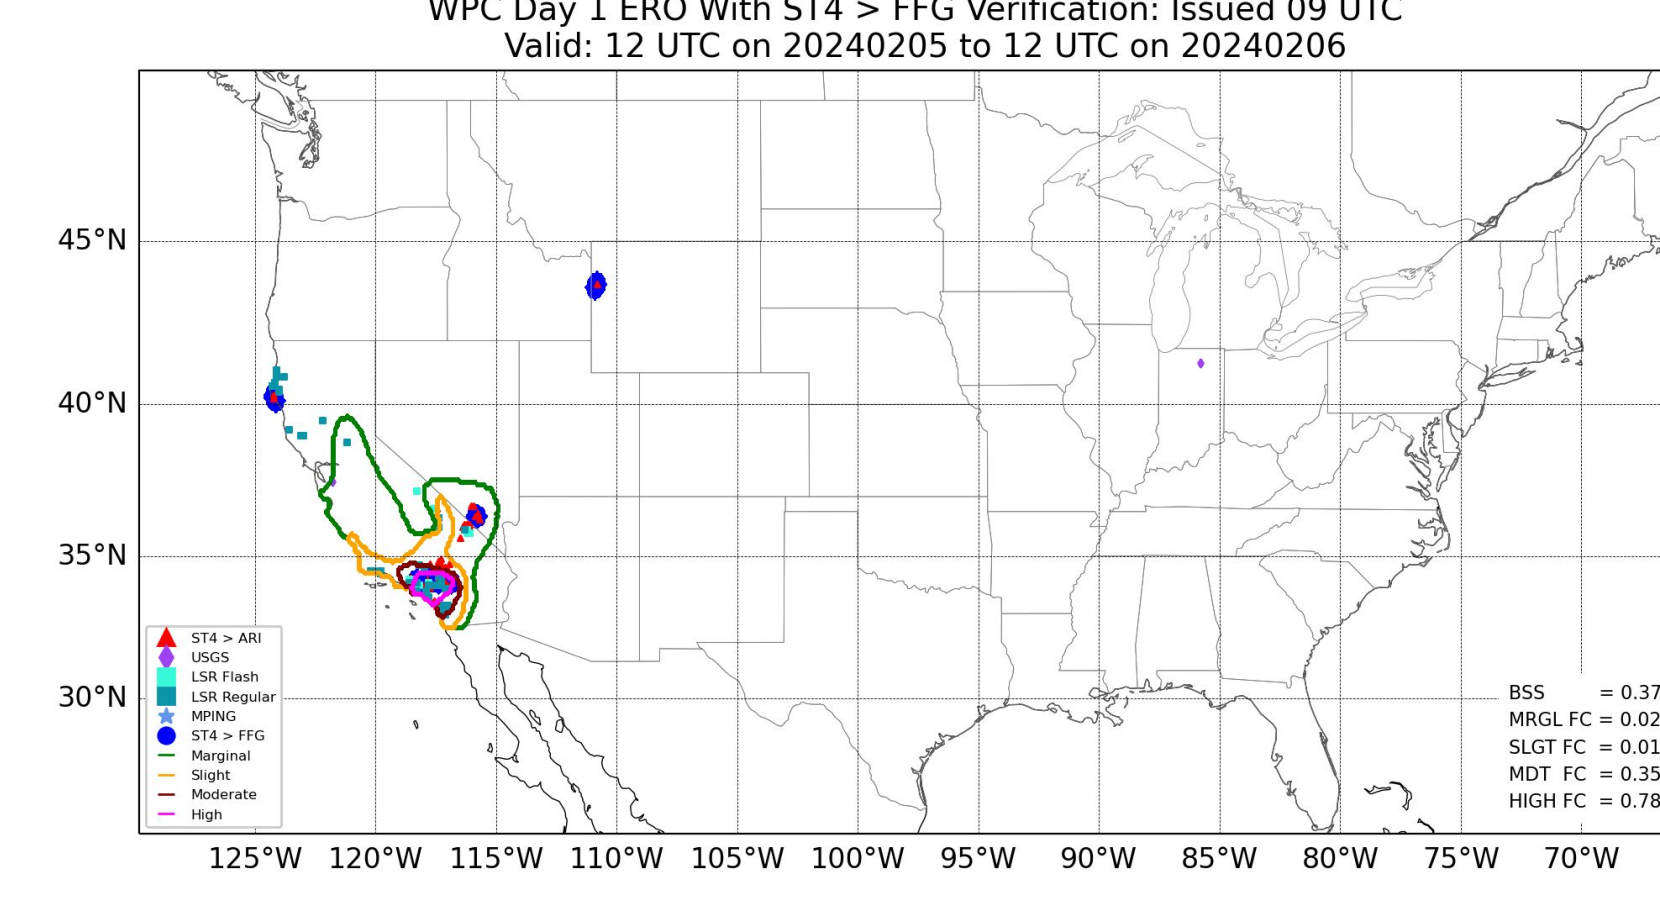 WPC Day 1 ERO With ST4 > FFG Verification: Issued 09 UTC
Valid: 12 UTC on 20240205 to 12 UTC on 20240206
45°N
40°N
35°N
30°N
ST4 > ARI
USGS
LSR Flash
LSR Regular
MPING
ST4 > FFG
Marginal
Slight
Moderate
High
BSS = 0.37
MRGL FC = 0.02
SLGT FC = 0.01
MDT FC = 0.35
HIGH FC = 0.78
125°W 120°W 115°W 110°W 105°W 100°W 95°W 90°W 85°W 80°W 75°W 70°W